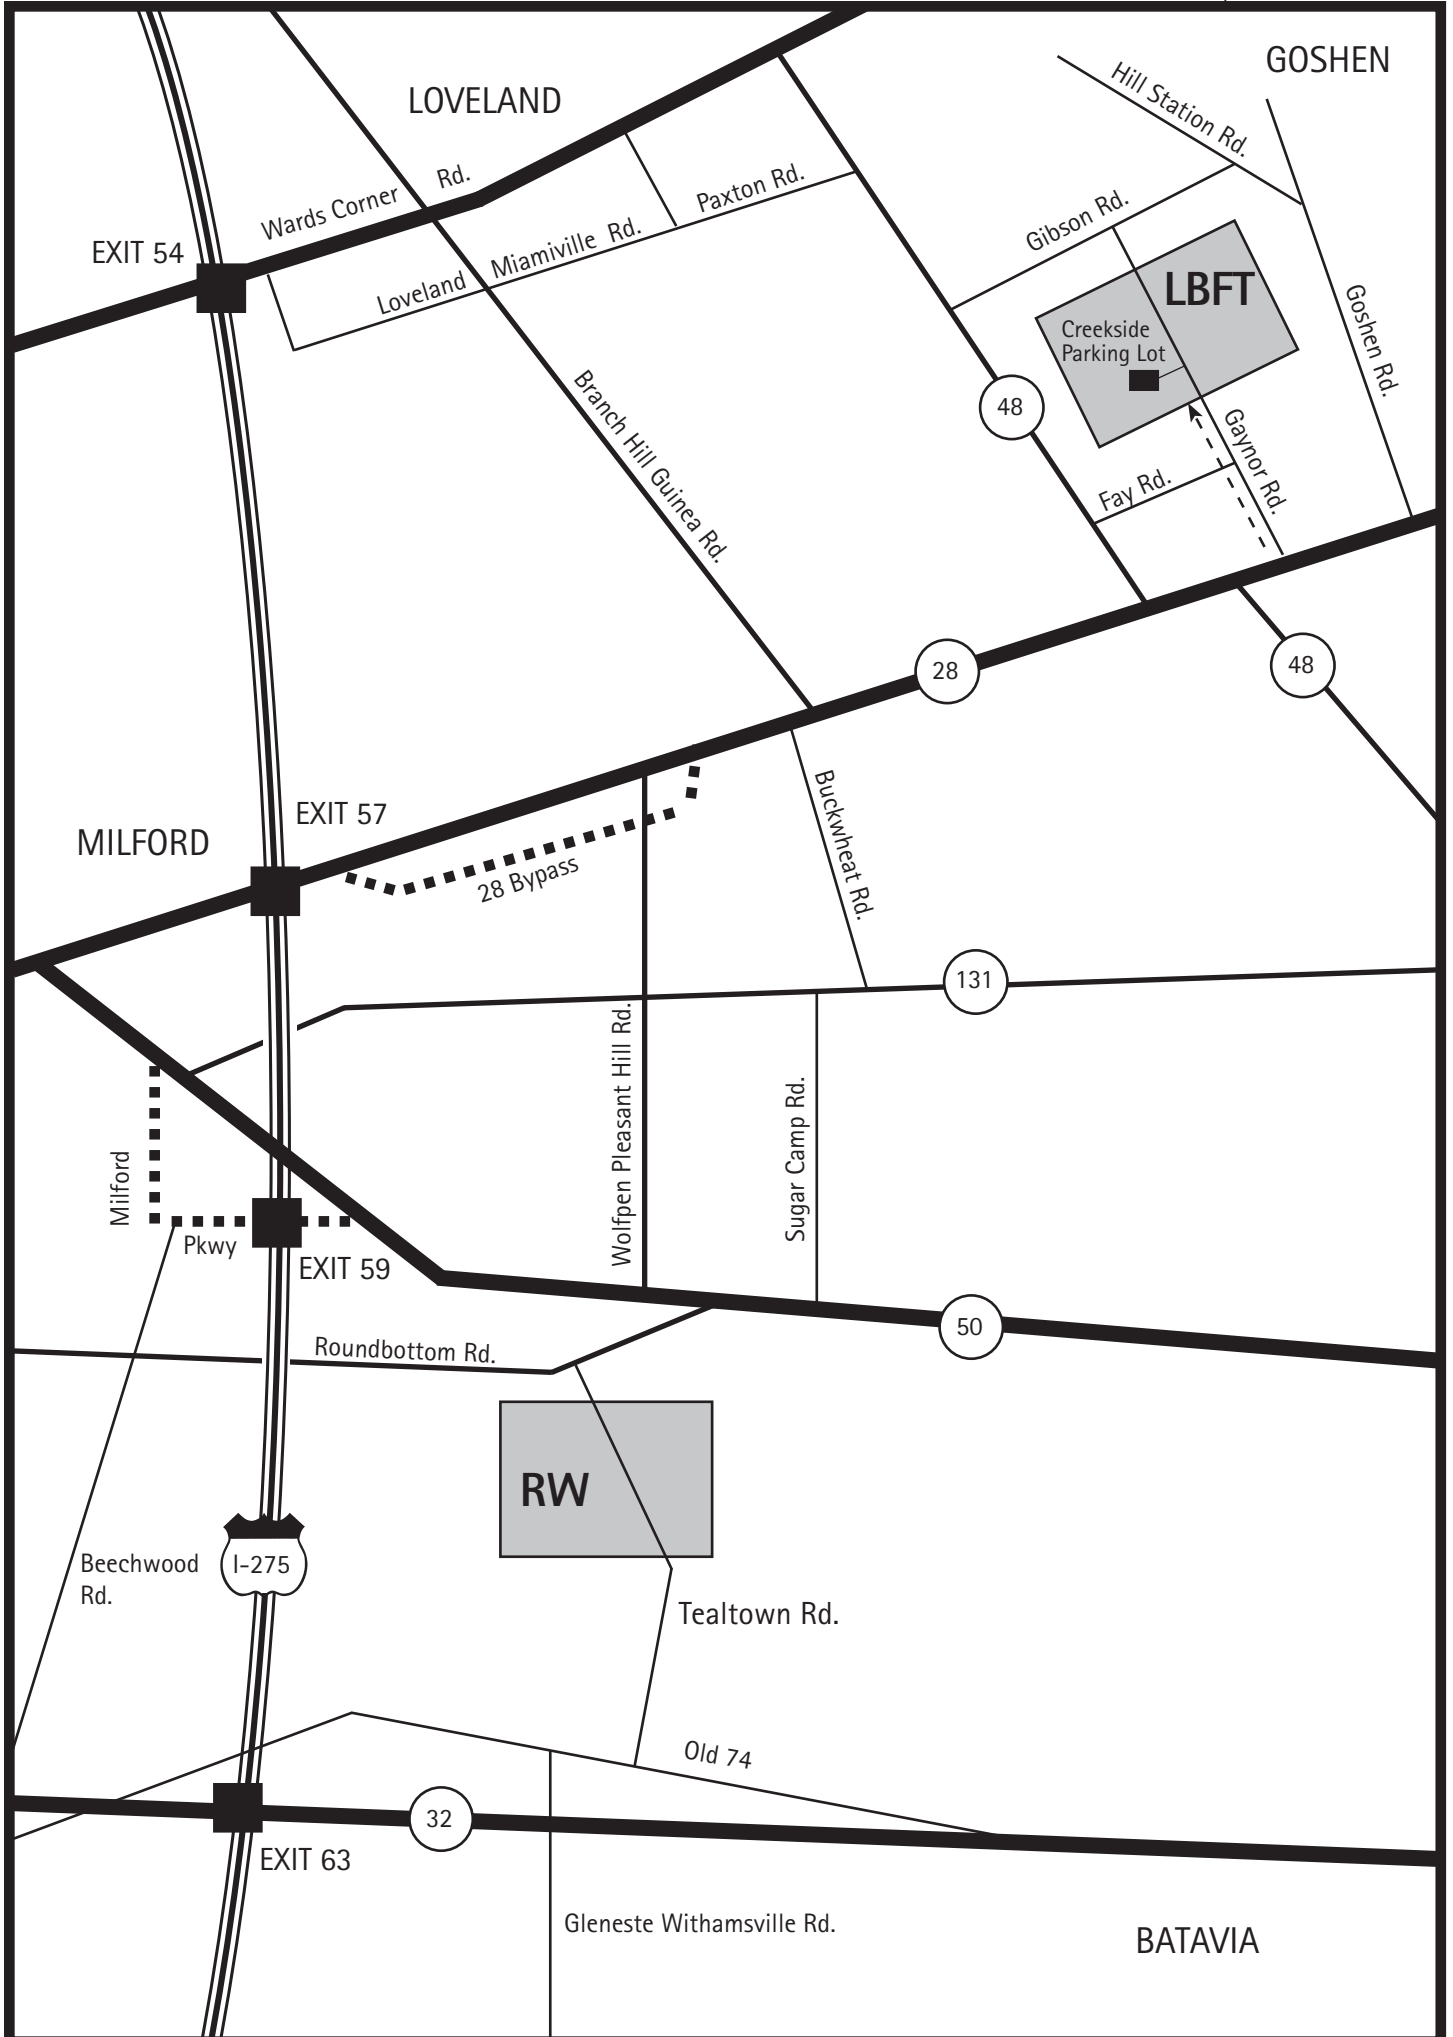 GOSHEN
Hill Station Rd.
LOVELAND
Wards Corner Rd.
Paxton Rd.
Gibson Rd.
EXIT 54
Loveland Miamiville Rd.
LBFT
Creekside
Parking Lot
Goshen Rd.
48
Branch Hill Guinea Rd.
Gaynor Rd.
Fay Rd.
28
48
EXIT 57
MILFORD
28 Bypass
Buckwheat Rd.
131
Wolfpen Pleasant Hill Rd.
Sugar Camp Rd.
Milford
Pkwy
EXIT 59
50
Roundbottom Rd.
RW
I-275
Beechwood
Rd.
Tealtown Rd.
Old 74
32
EXIT 63
Gleneste Withamsville Rd.
BATAVIA